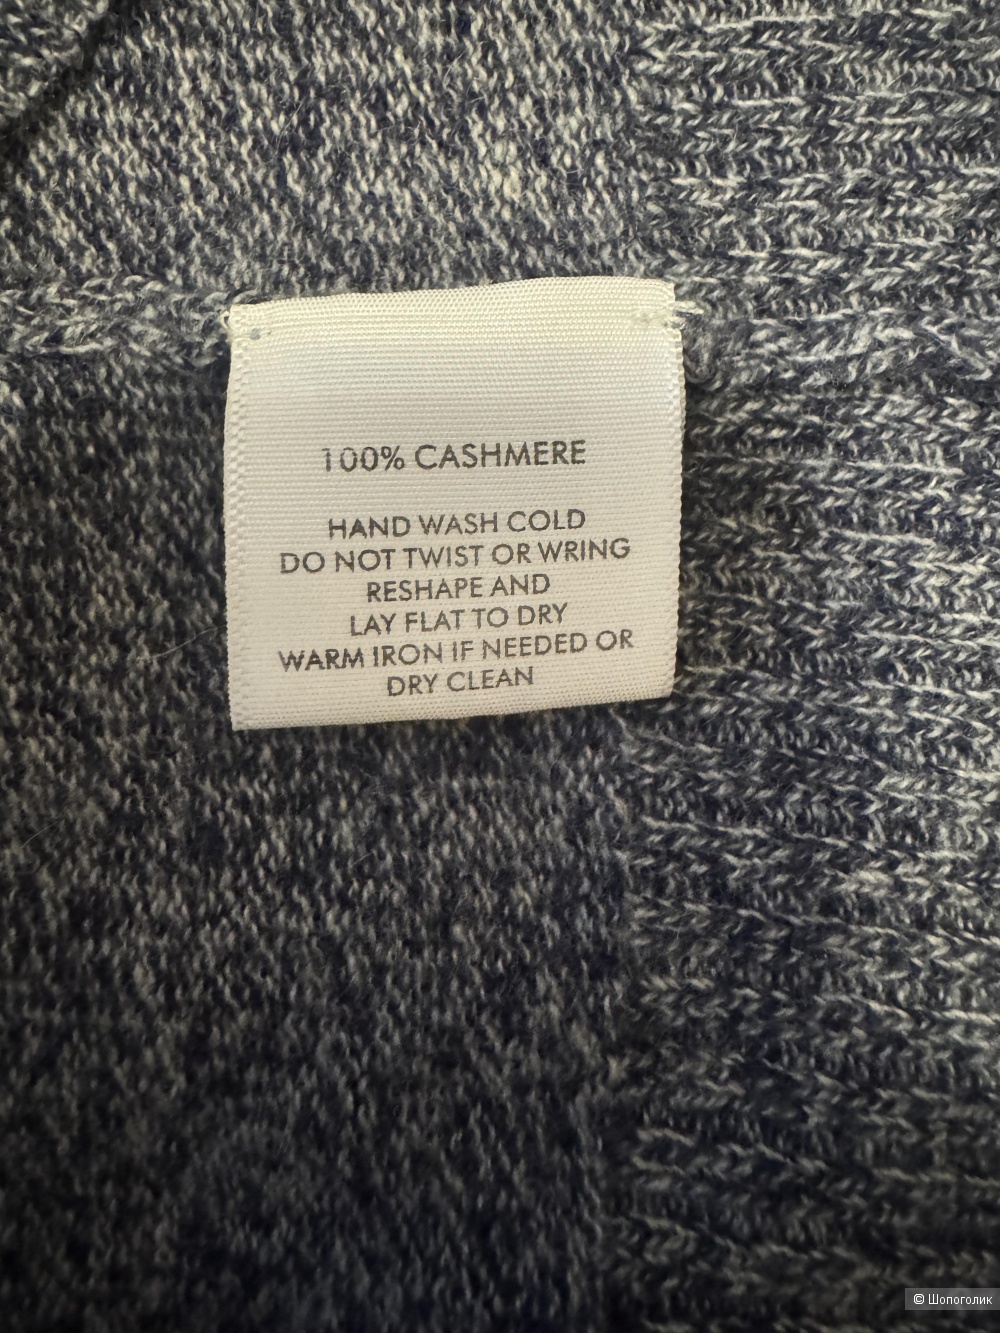 100% CASHMERE
HAND WASH COLD
DO NOT TWIST OR WRING
RESHAPE AND
LAY FLAT TO DRY
WARM IRON IF NEEDED OR
DRY CLEAN
© Шопоголик